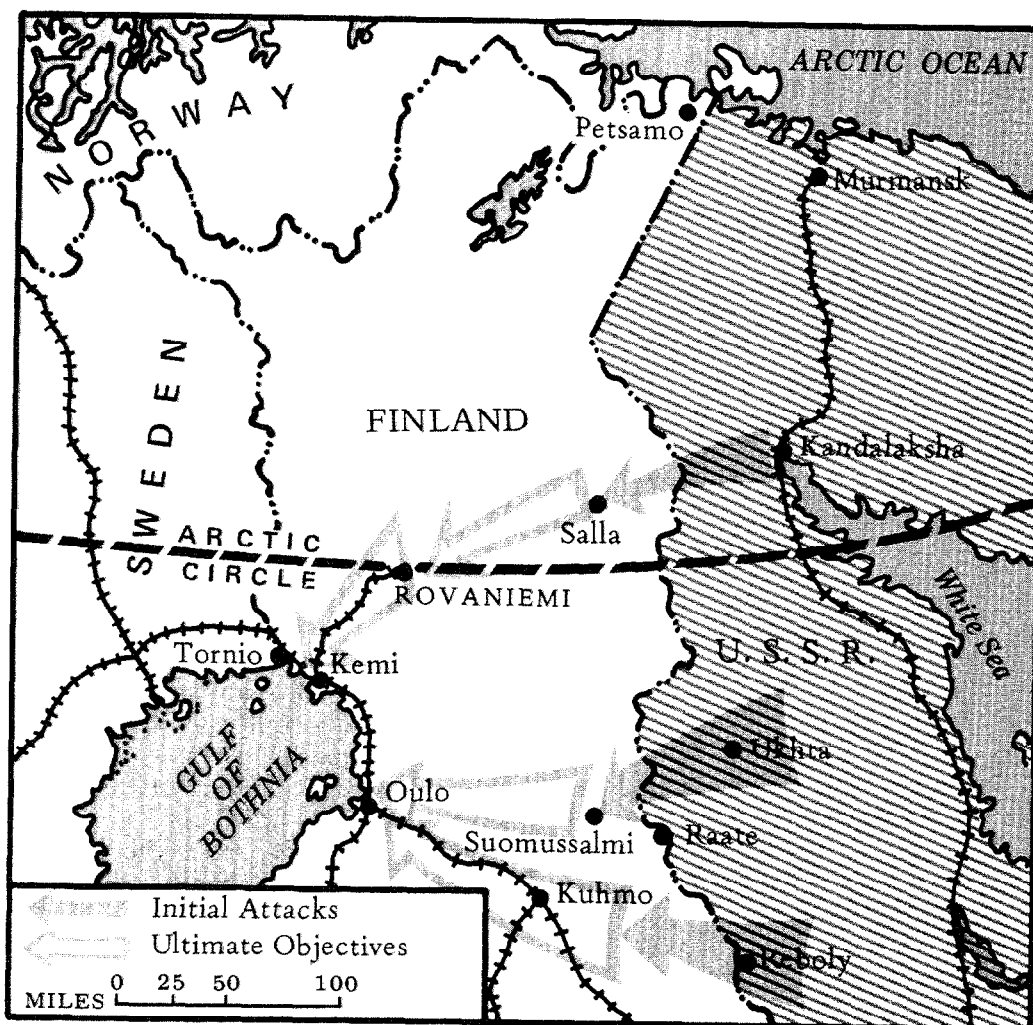 ARCTIC OCEAN
NORWAY
Petsamo
Murmansk
SWEDEN
FINLAND
Kandalaksha
Salla
ARCTIC
CIRCLE
ROVANIEMI
White Sea
U. S. S. R.
Tornio
Kemi
GULF
OF
BOTHNIA
Ukhta
Oulo
Suomussalmi
Raate
Kuhmo
Reboly
Initial Attacks
Ultimate Objectives
MILES 0 25 50 100